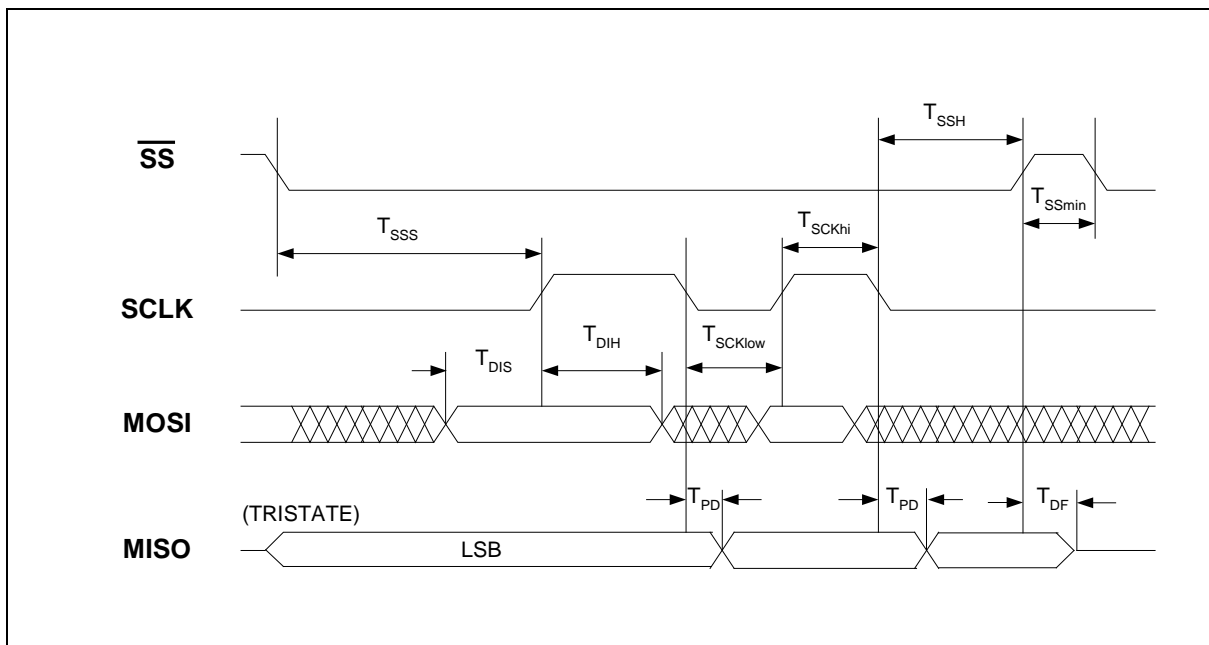 T_SSH
SS
T_SSmin
T_SSS
T_SCKhi
SCLK
T_DIS
T_DIH
T_SCKlow
MOSI
(TRISTATE)
T_PD
T_PD
T_DF
MISO
LSB